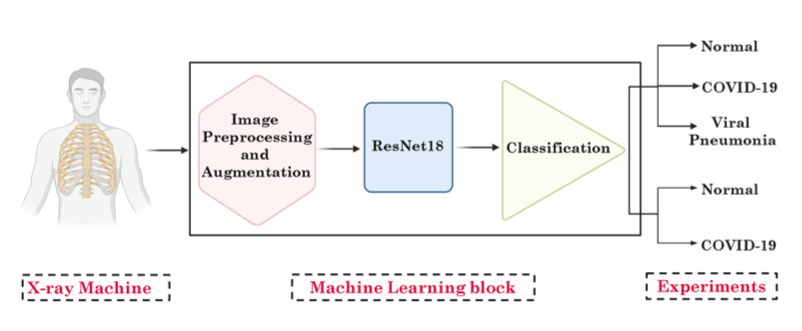 Image
Preprocessing
and
Augmentation
ResNet18
Classification
Normal
COVID-19
Viral
Pneumonia
Normal
COVID-19
X-ray Machine
Machine Learning block
Experiments